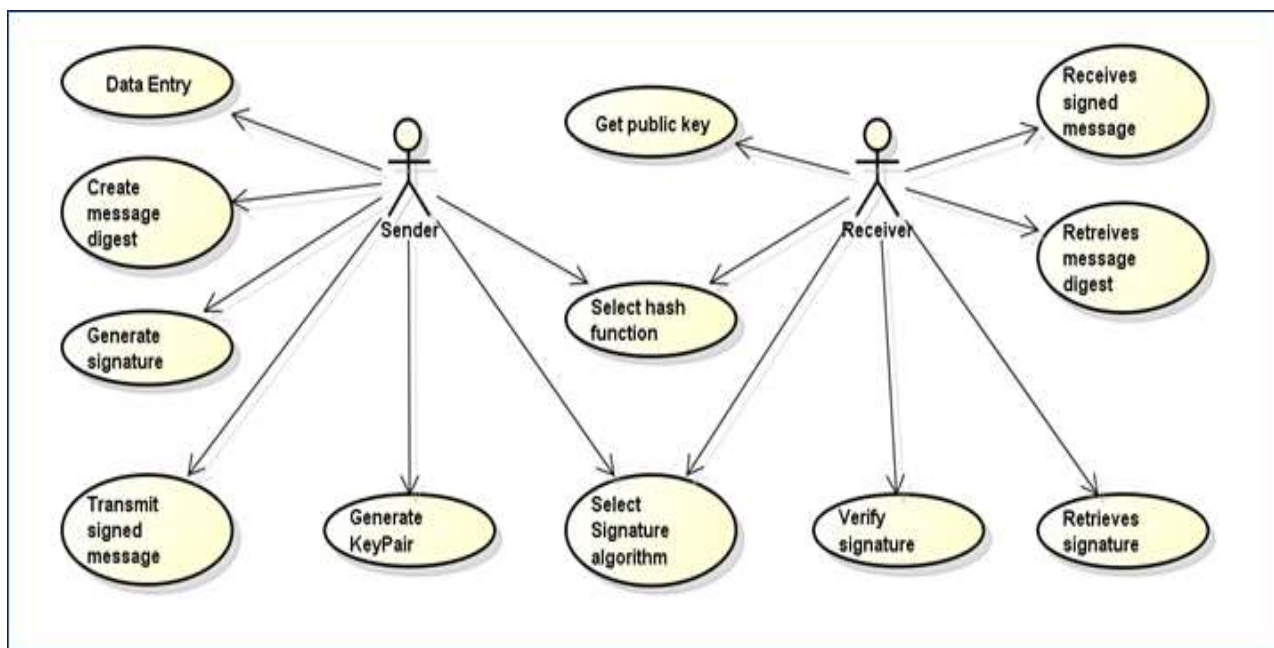 Data Entry
Get public key
Receives
signed
message
Create
message
digest
Sender
Receiver
Retreives
message
digest
Generate
signature
Select hash
function
Transmit
signed
message
Generate
KeyPair
Select
Signature
algorithm
Verify
signature
Retrieves
signature